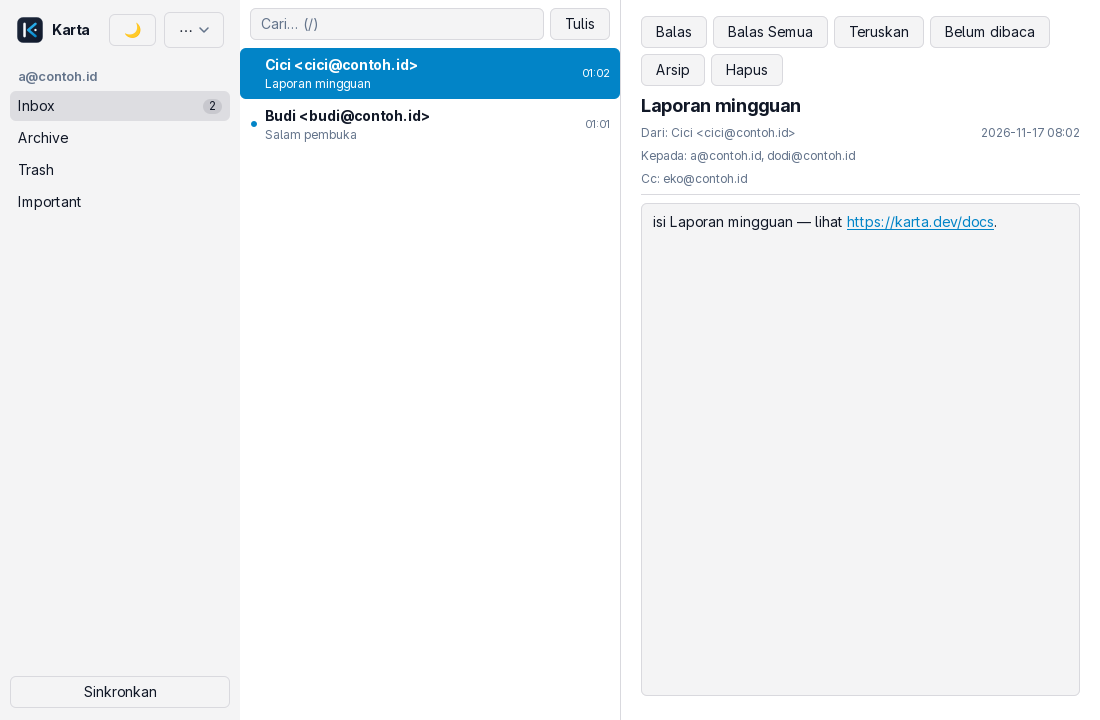 Karta
🌙
...
a@contoh.id
Inbox 2
Archive
Trash
Important
Sinkronkan
Cari... (/)
Tulis
Cici <cici@contoh.id>
Laporan mingguan
01:02
Budi <budi@contoh.id>
Salam pembuka
01:01
Balas Balas Semua Teruskan Belum dibaca
Arsip Hapus
Laporan mingguan
Dari: Cici <cici@contoh.id> 2026-11-17 08:02
Kepada: a@contoh.id, dodi@contoh.id
Cc: eko@contoh.id
isi Laporan mingguan — lihat https://karta.dev/docs.